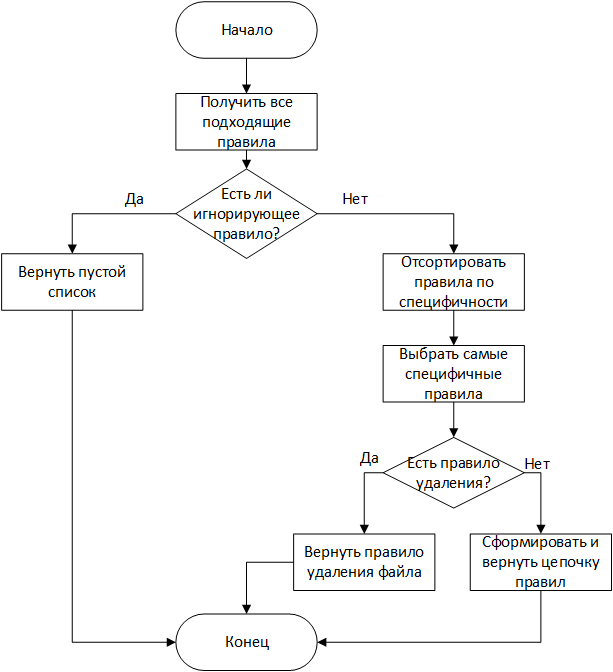 Начало
Получить все
подходящие
правила
Есть ли
игнорирующее
правило?
Да
Нет
Вернуть пустой
список
Отсортировать
правила по
специфичности
Выбрать самые
специфичные
правила
Есть правило
удаления?
Да
Нет
Вернуть правило
удаления файла
Сформировать и
вернуть цепочку
правил
Конец